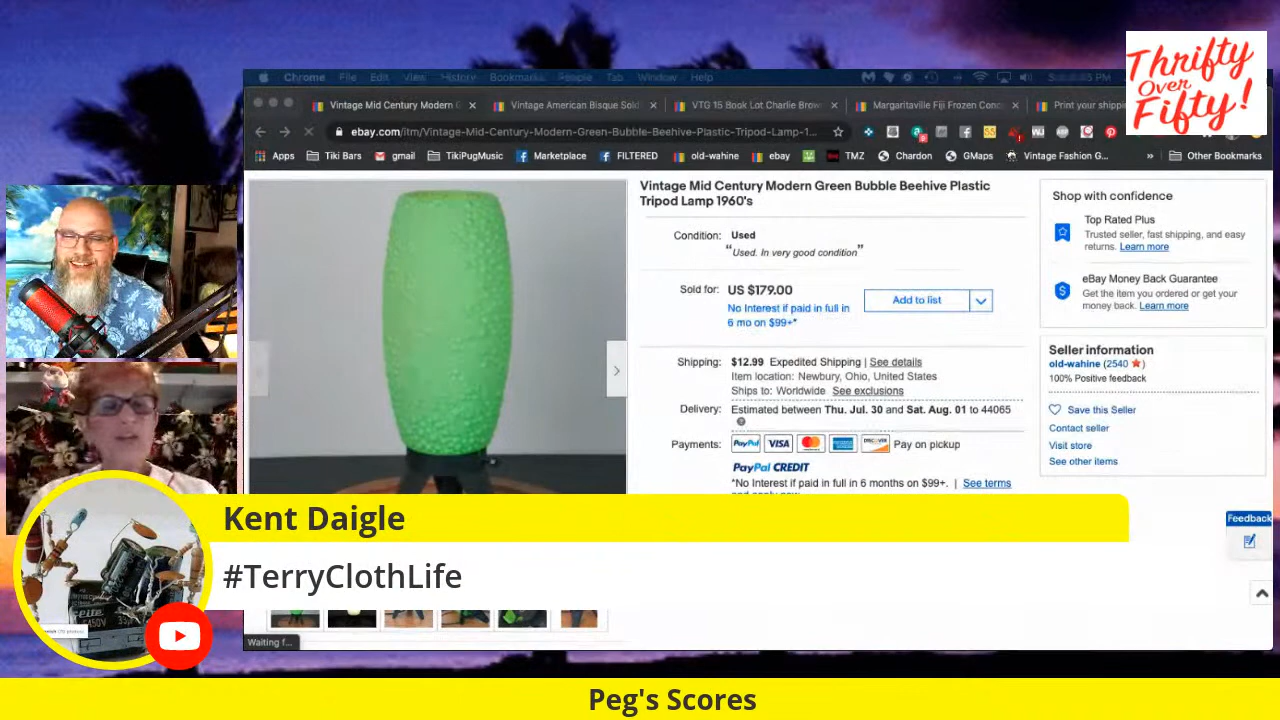 Thrifty
Over
Fifty!
Chrome File Edit View History Bookmarks People Tab Window Help
Vintage Mid Century Modern G
Vintage American Bisque Sold
VTG 15 Book Lot Charlie Brow
Margaritaville Fiji Frozen Conc
Print your shippin
ebay.com/itm/Vintage-Mid-Century-Modern-Green-Bubble-Beehive-Plastic-Tripod-Lamp-1...
Apps Tiki Bars gmail TikiPugMusic Marketplace FILTERED old-wahine ebay TMZ Chardon GMaps Vintage Fashion G... » Other Bookmarks
Vintage Mid Century Modern Green Bubble Beehive Plastic
Tripod Lamp 1960's
Condition: Used
"Used. In very good condition"
Sold for: US $179.00
Add to list
No Interest if paid in full in
6 mo on $99+*
Shipping: $12.99 Expedited Shipping | See details
Item location: Newbury, Ohio, United States
Ships to: Worldwide See exclusions
Delivery: Estimated between Thu. Jul. 30 and Sat. Aug. 01 to 44065
Payments: PayPal VISA DISCOVER Pay on pickup
PayPal CREDIT
*No Interest if paid in full in 6 months on $99+. | See terms
Shop with confidence
Top Rated Plus
Trusted seller, fast shipping, and easy
returns. Learn more
eBay Money Back Guarantee
Get the item you ordered or get your
money back. Learn more
Seller information
old-wahine (2540 )
100% Positive feedback
Save this Seller
Contact seller
Visit store
See other items
Feedback
Kent Daigle
#TerryClothLife
Waiting f...
Peg's Scores